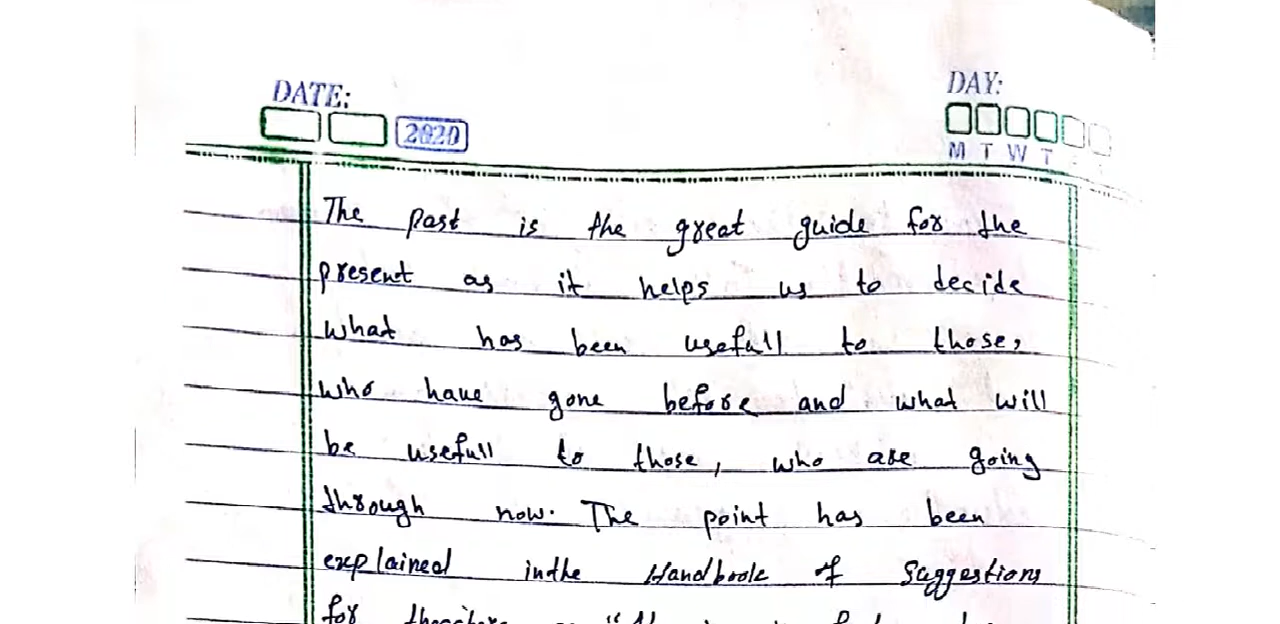 DATE:
2020
DAY:
M T W T
The past is the great guide for the
present as it helps us to decide
what has been usefull to those,
who have gone before and what will
be usefull to those, who are going
through now. The point has been
explained inthe Handbook of Suggestions
for